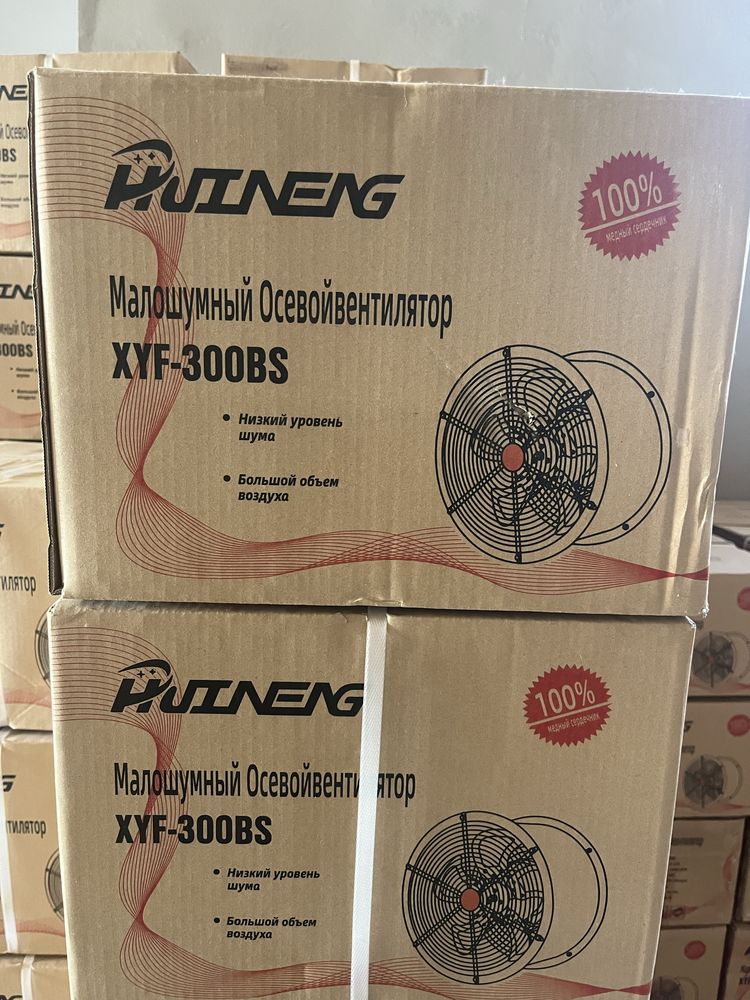 HUINENG
100%
медный сердечник
Малошумный Осевойвентилятор
XYF-300BS
Низкий уровень
шума
Большой объем
воздуха
HUINENG
100%
медный сердечник
Малошумный Осевойвентилятор
XYF-300BS
Низкий уровень
шума
Большой объем
воздуха